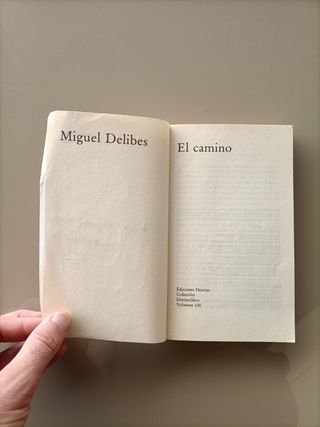 Miguel Delibes
El camino
Ediciones Destino
Colección
Destinolibro
Volumen 100